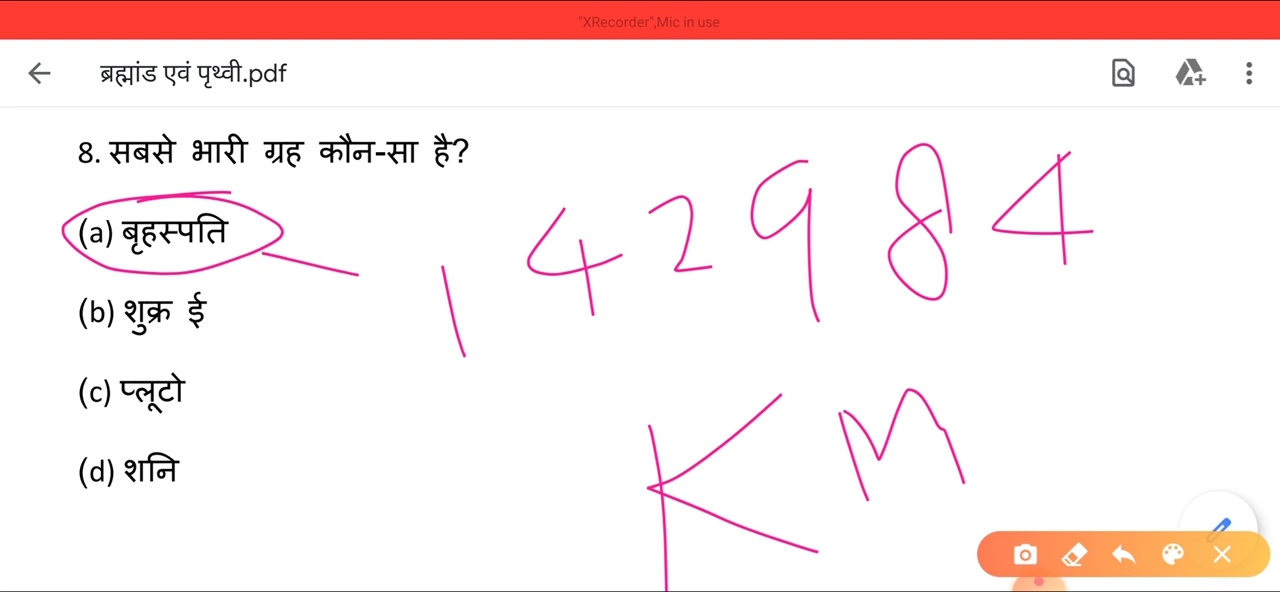 "XRecorder",Mic in use
ब्रह्मांड एवं पृथ्वी.pdf
8. सबसे भारी ग्रह कौन-सा है?
(a) बृहस्पति
142984
(b) शुक्र ई
(c) प्लूटो
KM
(d) शनि